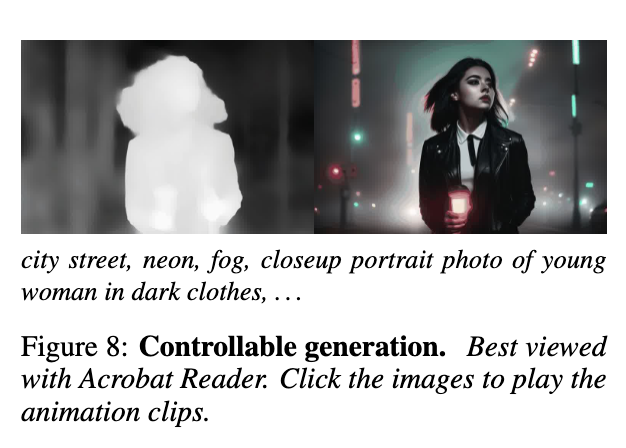 city street, neon, fog, closeup portrait photo of young
woman in dark clothes, ...
Figure 8: Controllable generation. Best viewed
with Acrobat Reader. Click the images to play the
animation clips.